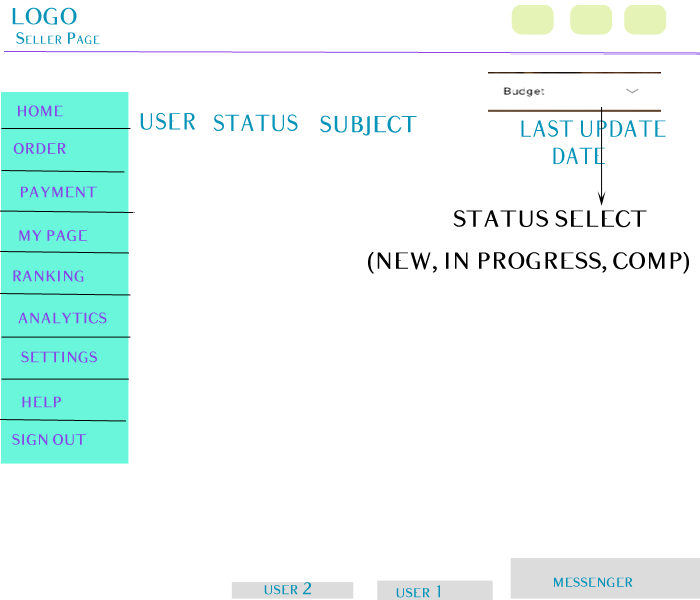 LOGO
SELLER PAGE
Budget
HOME
ORDER
PAYMENT
MY PAGE
RANKING
ANALYTICS
SETTINGS
HELP
SIGN OUT
USER STATUS SUBJECT
LAST UPDATE
DATE
STATUS SELECT
(NEW, IN PROGRESS, COMP)
USER 2
USER 1
MESSENGER